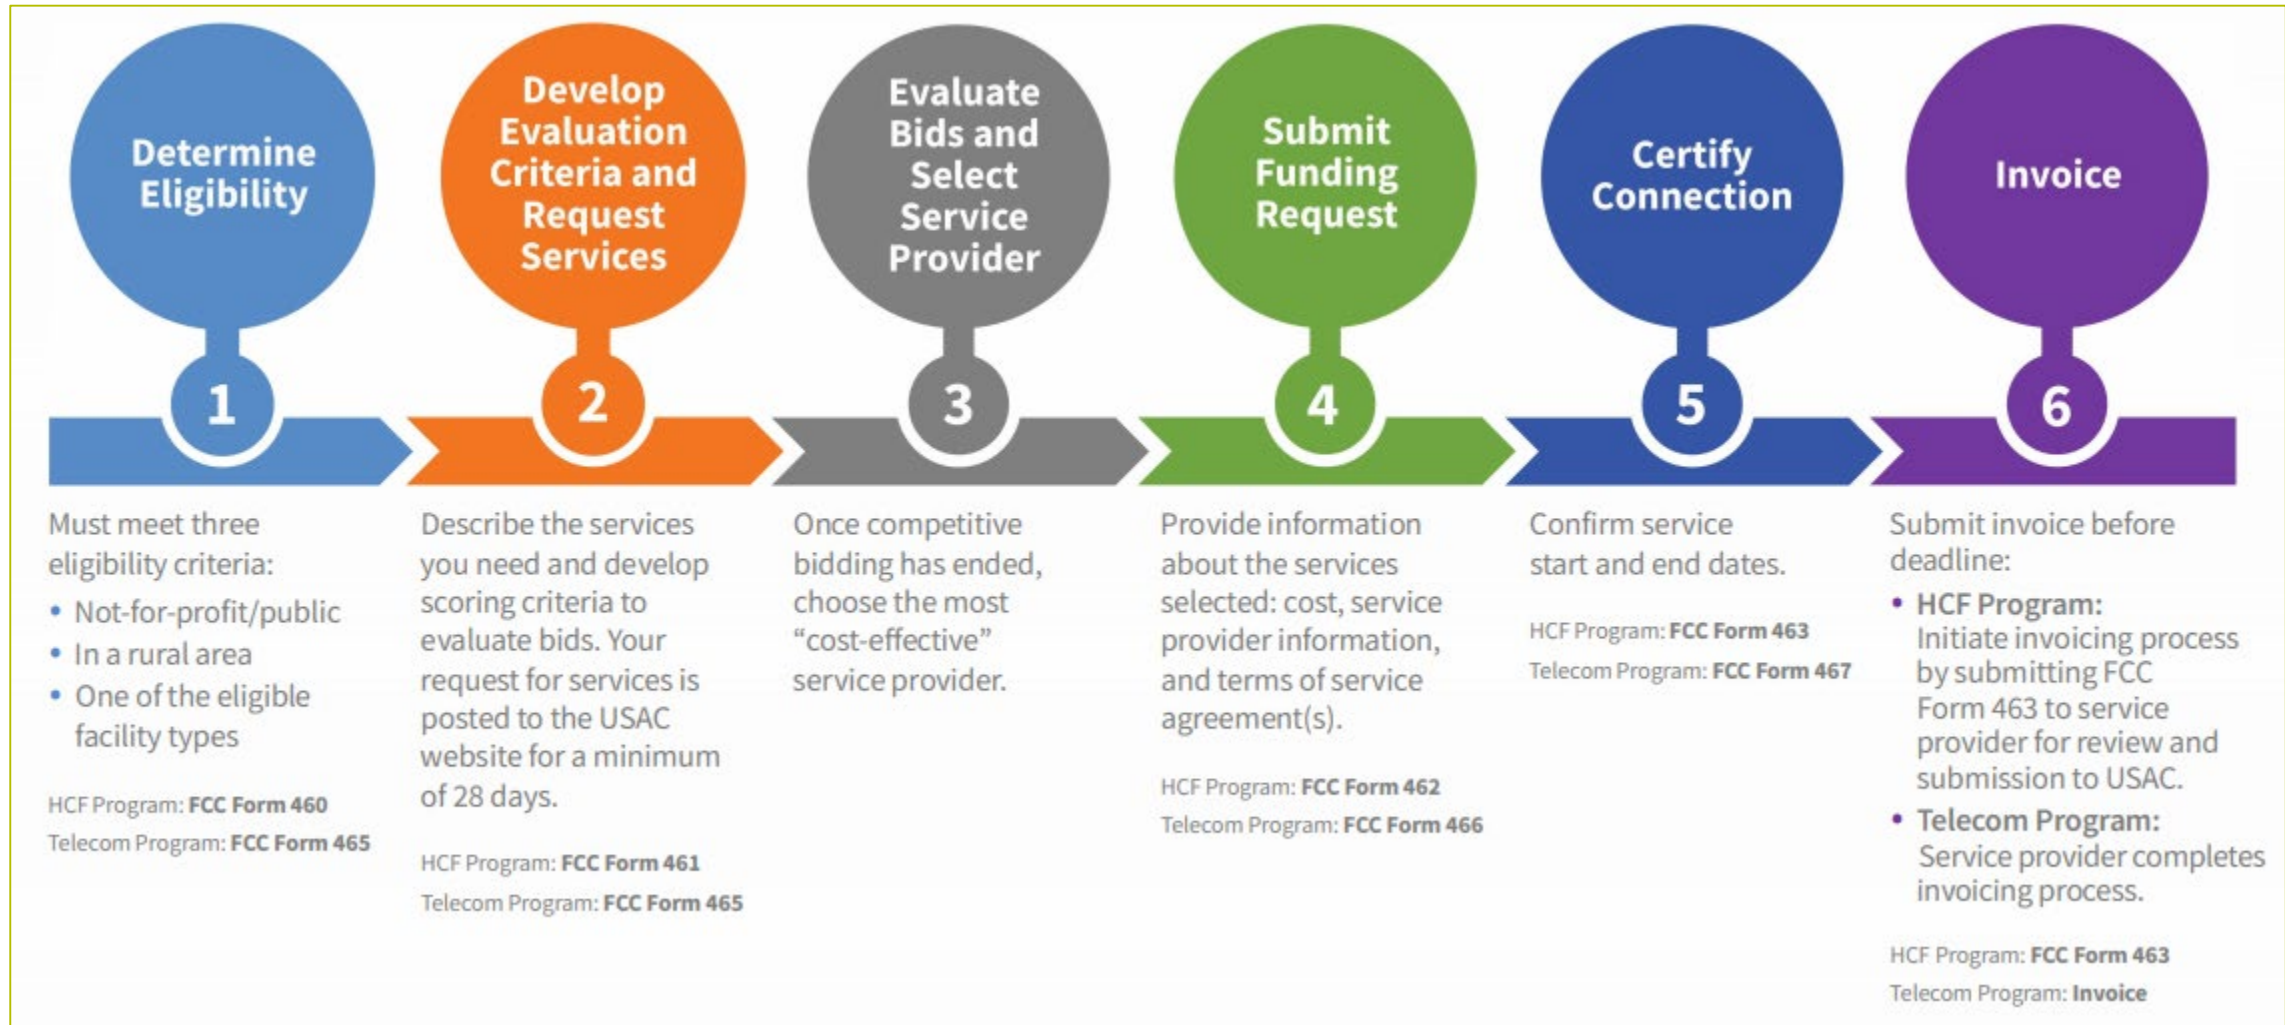 Determine
Eligibility
1
Must meet three
eligibility criteria:
• Not-for-profit/public
• In a rural area
• One of the eligible
facility types
HCF Program: FCC Form 460
Telecom Program: FCC Form 465
Develop
Evaluation
Criteria and
Request
Services
2
Describe the services
you need and develop
scoring criteria to
evaluate bids. Your
request for services is
posted to the USAC
website for a minimum
of 28 days.
HCF Program: FCC Form 461
Telecom Program: FCC Form 465
Evaluate
Bids and
Select
Service
Provider
3
Once competitive
bidding has ended,
choose the most
“cost-effective”
service provider.
Submit
Funding
Request
4
Provide information
about the services
selected: cost, service
provider information,
and terms of service
agreement(s).
HCF Program: FCC Form 462
Telecom Program: FCC Form 466
Certify
Connection
5
Confirm service
start and end dates.
HCF Program: FCC Form 463
Telecom Program: FCC Form 467
Invoice
6
Submit invoice before
deadline:
• HCF Program:
Initiate invoicing process
by submitting FCC
Form 463 to service
provider for review and
submission to USAC.
• Telecom Program:
Service provider completes
invoicing process.
HCF Program: FCC Form 463
Telecom Program: Invoice